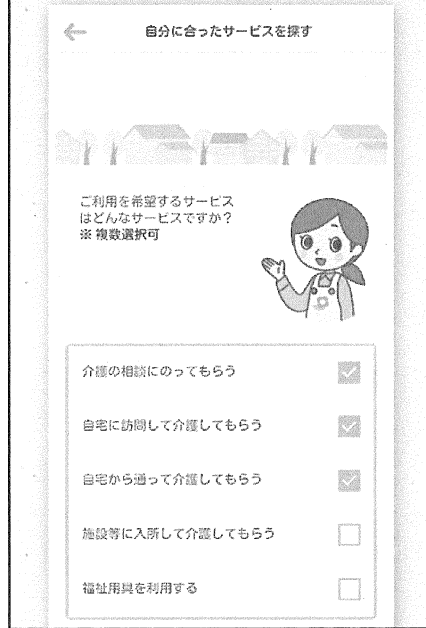 自分に合ったサービスを探す
ご利用を希望するサービス
はどんなサービスですか？
※ 複数選択可
介護の相談にのってもらう
自宅に訪問して介護してもらう
自宅から通って介護してもらう
施設等に入所して介護してもらう
福祉用具を利用する